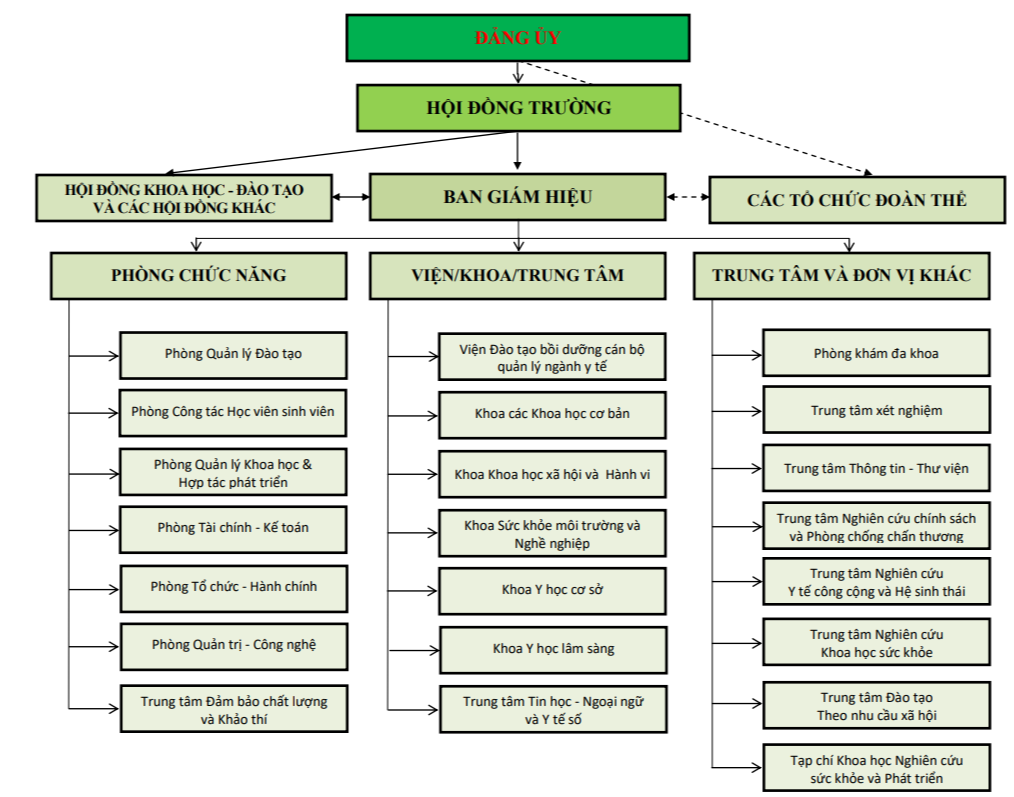 ĐẢNG ỦY
HỘI ĐỒNG TRƯỜNG
HỘI ĐỒNG KHOA HỌC - ĐÀO TẠO
VÀ CÁC HỘI ĐỒNG KHÁC
BAN GIÁM HIỆU
CÁC TỔ CHỨC ĐOÀN THỂ
PHÒNG CHỨC NĂNG
Phòng Quản lý Đào tạo
Phòng Công tác Học viên sinh viên
Phòng Quản lý Khoa học &
Hợp tác phát triển
Phòng Tài chính - Kế toán
Phòng Tổ chức - Hành chính
Phòng Quản trị - Công nghệ
Trung tâm Đảm bảo chất lượng
và Khảo thí
VIỆN/KHOA/TRUNG TÂM
Viện Đào tạo bồi dưỡng cán bộ
quản lý ngành y tế
Khoa các Khoa học cơ bản
Khoa Khoa học xã hội và Hành vi
Khoa Sức khỏe môi trường và
Nghề nghiệp
Khoa Y học cơ sở
Khoa Y học lâm sàng
Trung tâm Tin học - Ngoại ngữ
và Y tế số
TRUNG TÂM VÀ ĐƠN VỊ KHÁC
Phòng khám đa khoa
Trung tâm xét nghiệm
Trung tâm Thông tin - Thư viện
Trung tâm Nghiên cứu chính sách
và Phòng chống chấn thương
Trung tâm Nghiên cứu
Y tế công cộng và Hệ sinh thái
Trung tâm Nghiên cứu
Khoa học sức khỏe
Trung tâm Đào tạo
Theo nhu cầu xã hội
Tạp chí Khoa học Nghiên cứu
sức khỏe và Phát triển